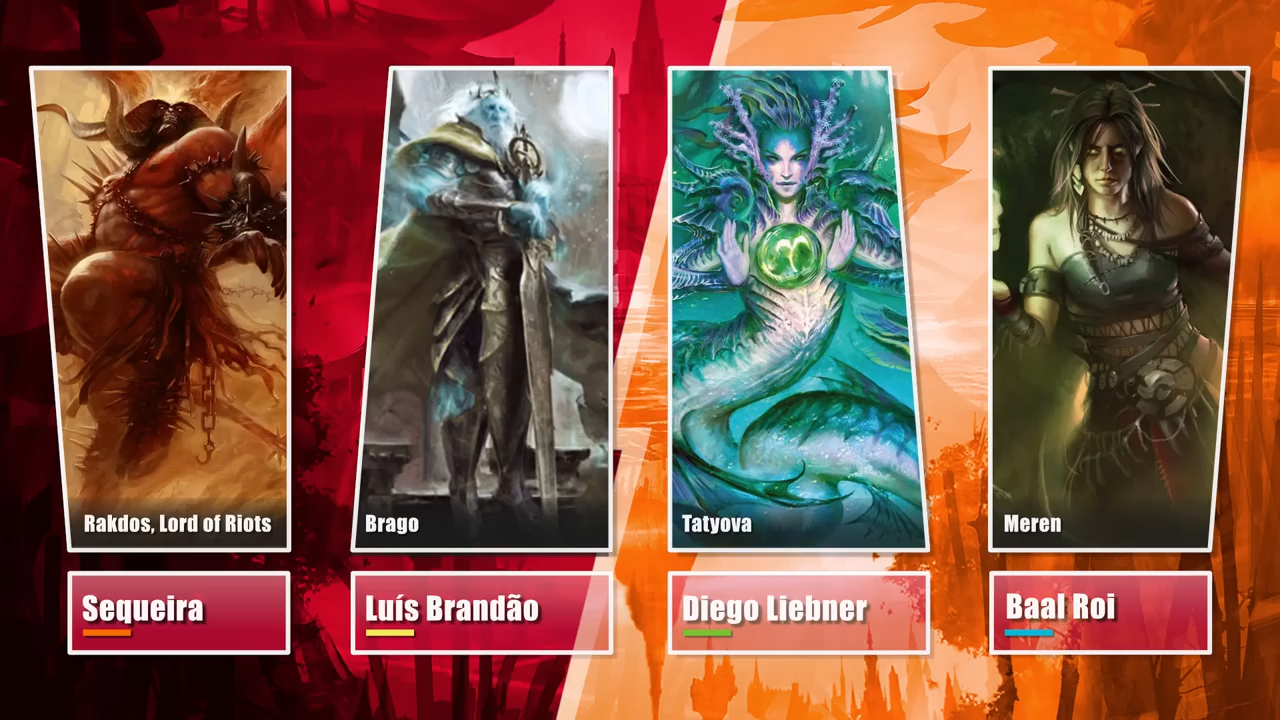 Rakdos, Lord of Riots
Brago
Tatyova
Meren
Sequeira
Luís Brandão
Diego Liebner
Baal Roi